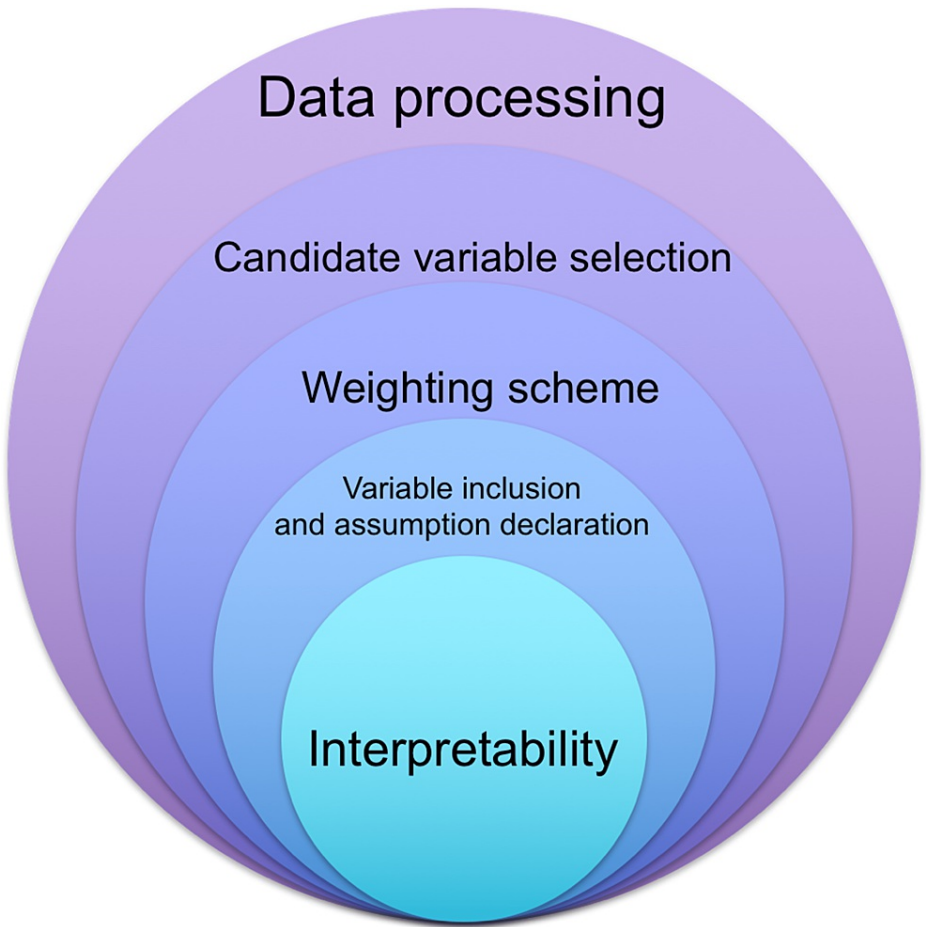 Data processing
Candidate variable selection
Weighting scheme
Variable inclusion
and assumption declaration
Interpretability